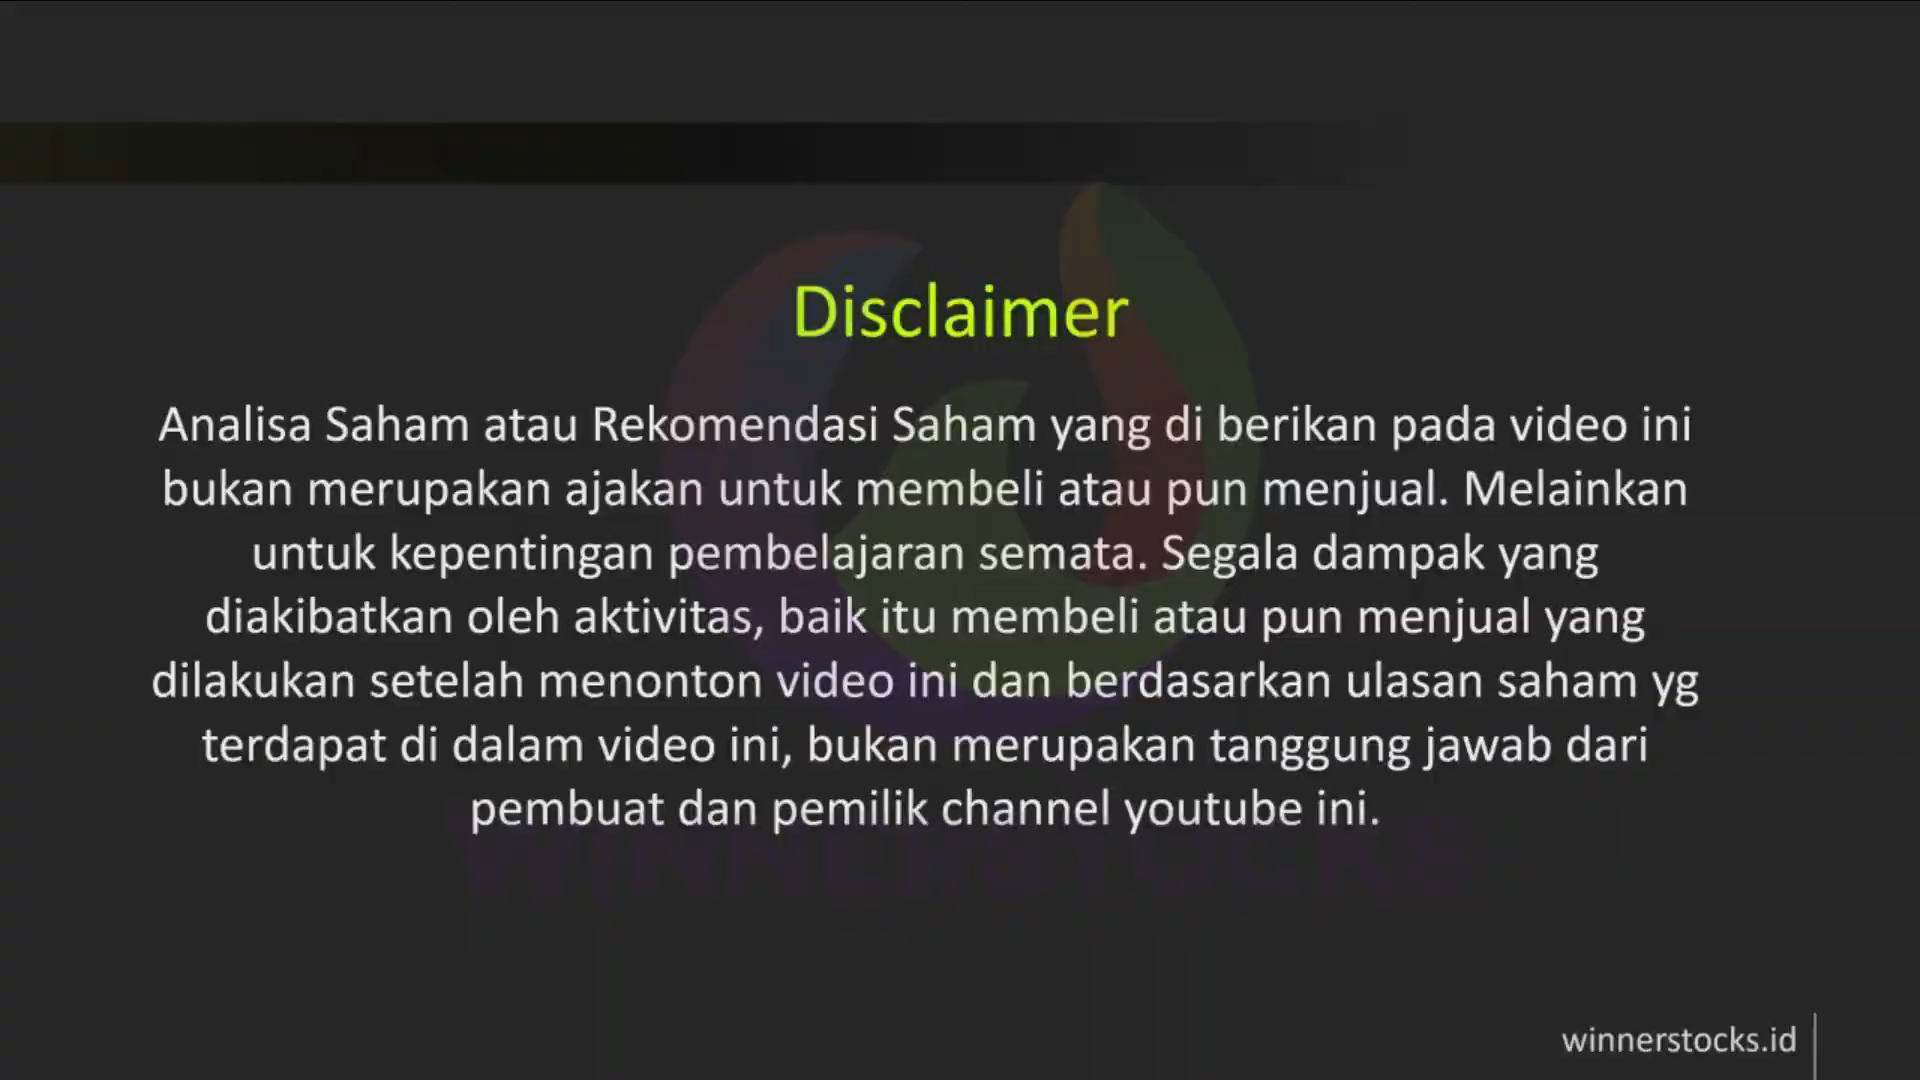 Disclaimer
Analisa Saham atau Rekomendasi Saham yang di berikan pada video ini
bukan merupakan ajakan untuk membeli atau pun menjual. Melainkan
untuk kepentingan pembelajaran semata. Segala dampak yang
diakibatkan oleh aktivitas, baik itu membeli atau pun menjual yang
dilakukan setelah menonton video ini dan berdasarkan ulasan saham yg
terdapat di dalam video ini, bukan merupakan tanggung jawab dari
pembuat dan pemilik channel youtube ini.
WINNERSTOCKS
winnerstocks.id